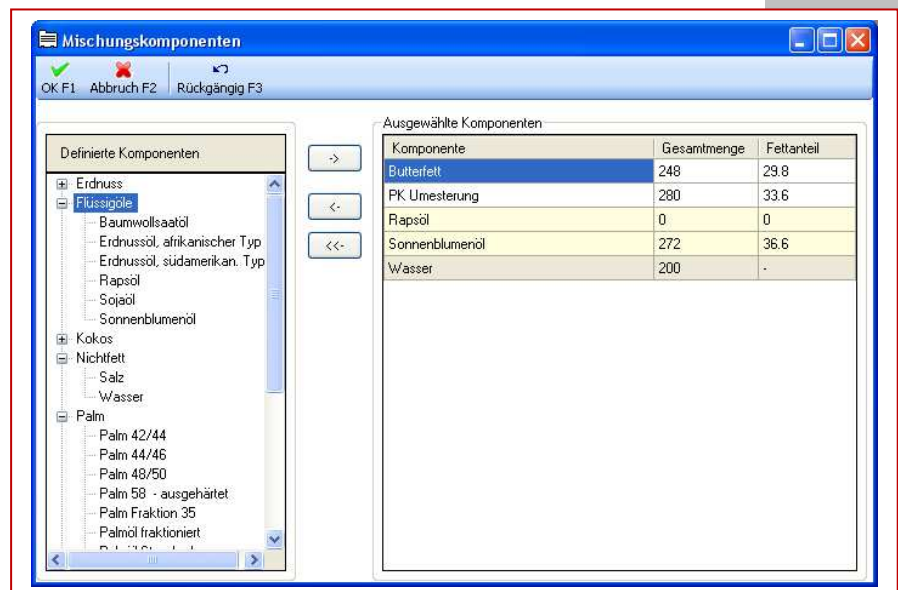 Mischungskomponenten
OK F1 Abbruch F2 Rückgängig F3
Definierte Komponenten
Erdnuss
Flüssigöle
Baumwollsaatöl
Erdnussöl, afrikanischer Typ
Erdnussöl, südamerikan. Typ
Rapsöl
Sojaöl
Sonnenblumenöl
Kokos
Nichtfett
Salz
Wasser
Palm
Palm 42/44
Palm 44/46
Palm 48/50
Palm 58 - ausgehärtet
Palm Fraktion 35
Palmöl fraktioniert
->
<-
<<-
Ausgewählte Komponenten
Komponente Gesamtmenge Fettanteil
Butterfett 248 29.8
PK Umesterung 280 33.6
Rapsöl 0 0
Sonnenblumenöl 272 36.6
Wasser 200 -